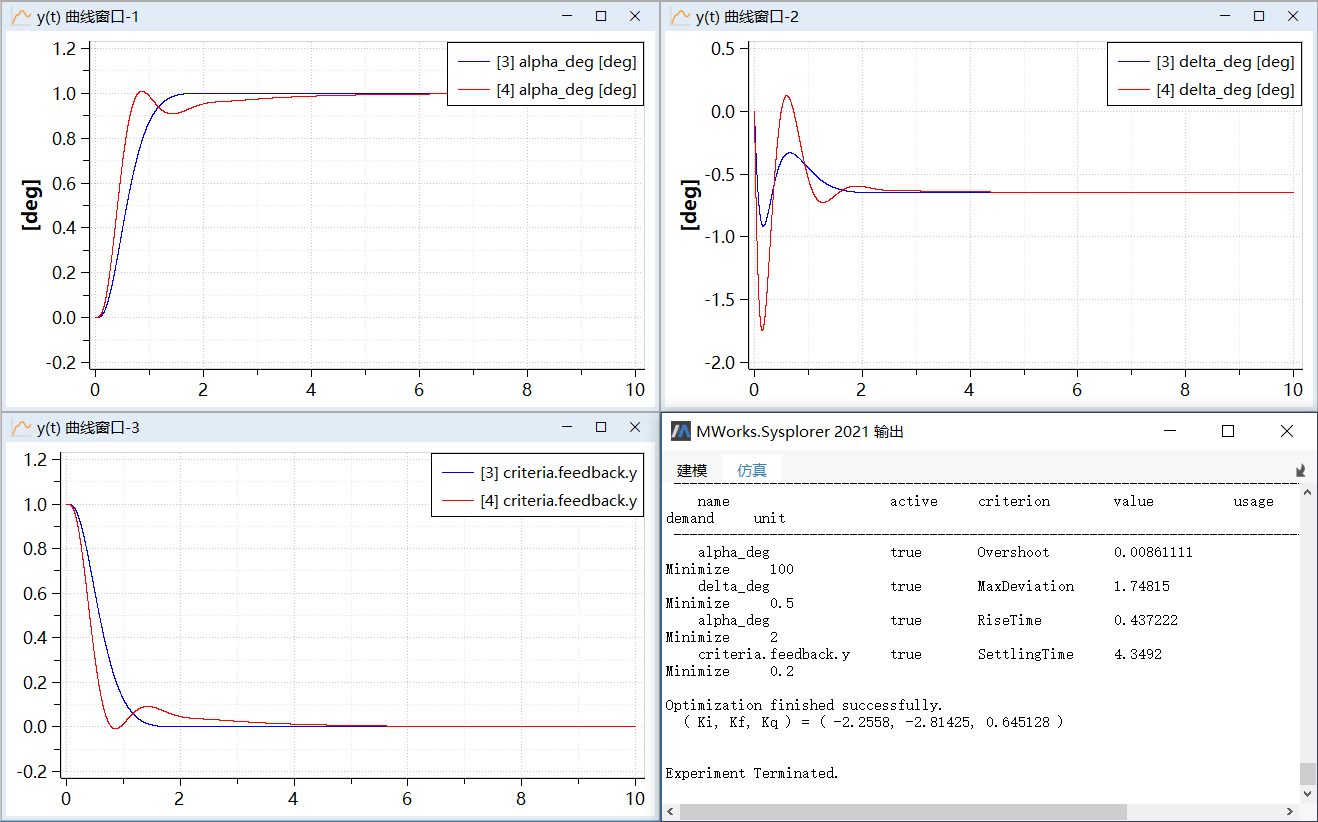 y(t) 曲线窗口-1
[3] alpha_deg [deg]
[4] alpha_deg [deg]
1.2
1.0
0.8
0.6
0.4
0.2
0.0
-0.2
[deg]
0 2 4 6 8 10
y(t) 曲线窗口-2
[3] delta_deg [deg]
[4] delta_deg [deg]
0.5
0.0
-0.5
-1.0
-1.5
-2.0
[deg]
0 2 4 6 8 10
y(t) 曲线窗口-3
[3] criteria.feedback.y
[4] criteria.feedback.y
1.2
1.0
0.8
0.6
0.4
0.2
0.0
-0.2
0 2 4 6 8 10
MWorks.Sysplorer 2021 输出
建模 仿真
name active criterion value usage
demand unit
alpha_deg true Overshoot 0.00861111
Minimize 100
delta_deg true MaxDeviation 1.74815
Minimize 0.5
alpha_deg true RiseTime 0.437222
Minimize 2
criteria.feedback.y true SettlingTime 4.3492
Minimize 0.2
Optimization finished successfully.
( Ki, Kf, Kq ) = ( -2.2558, -2.81425, 0.645128 )
Experiment Terminated.